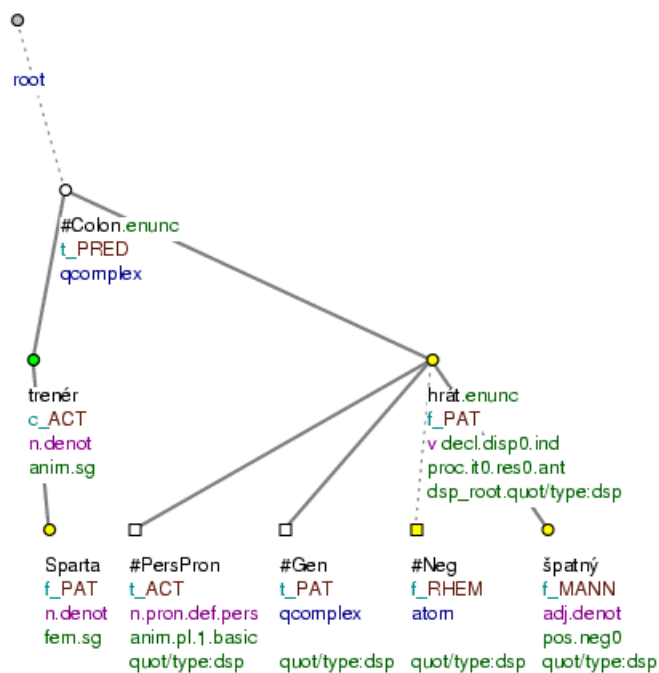 root
#Colon.enunc
t_PRED
qcomplex
trenér
c_ACT
n.denot
anim.sg
hrát.enunc
f_PAT
v decl.disp0.ind
proc.it0.res0.ant
dsp_root.quot/type:dsp
Sparta
f_PAT
n.denot
fem.sg
#PersPron
t_ACT
n.pron.def.pers
anim.pl.1.basic
quot/type:dsp
#Gen
t_PAT
qcomplex
quot/type:dsp
#Neg
f_RHEM
atom
quot/type:dsp
špatný
f_MANN
adj.denot
pos.neg0
quot/type:dsp